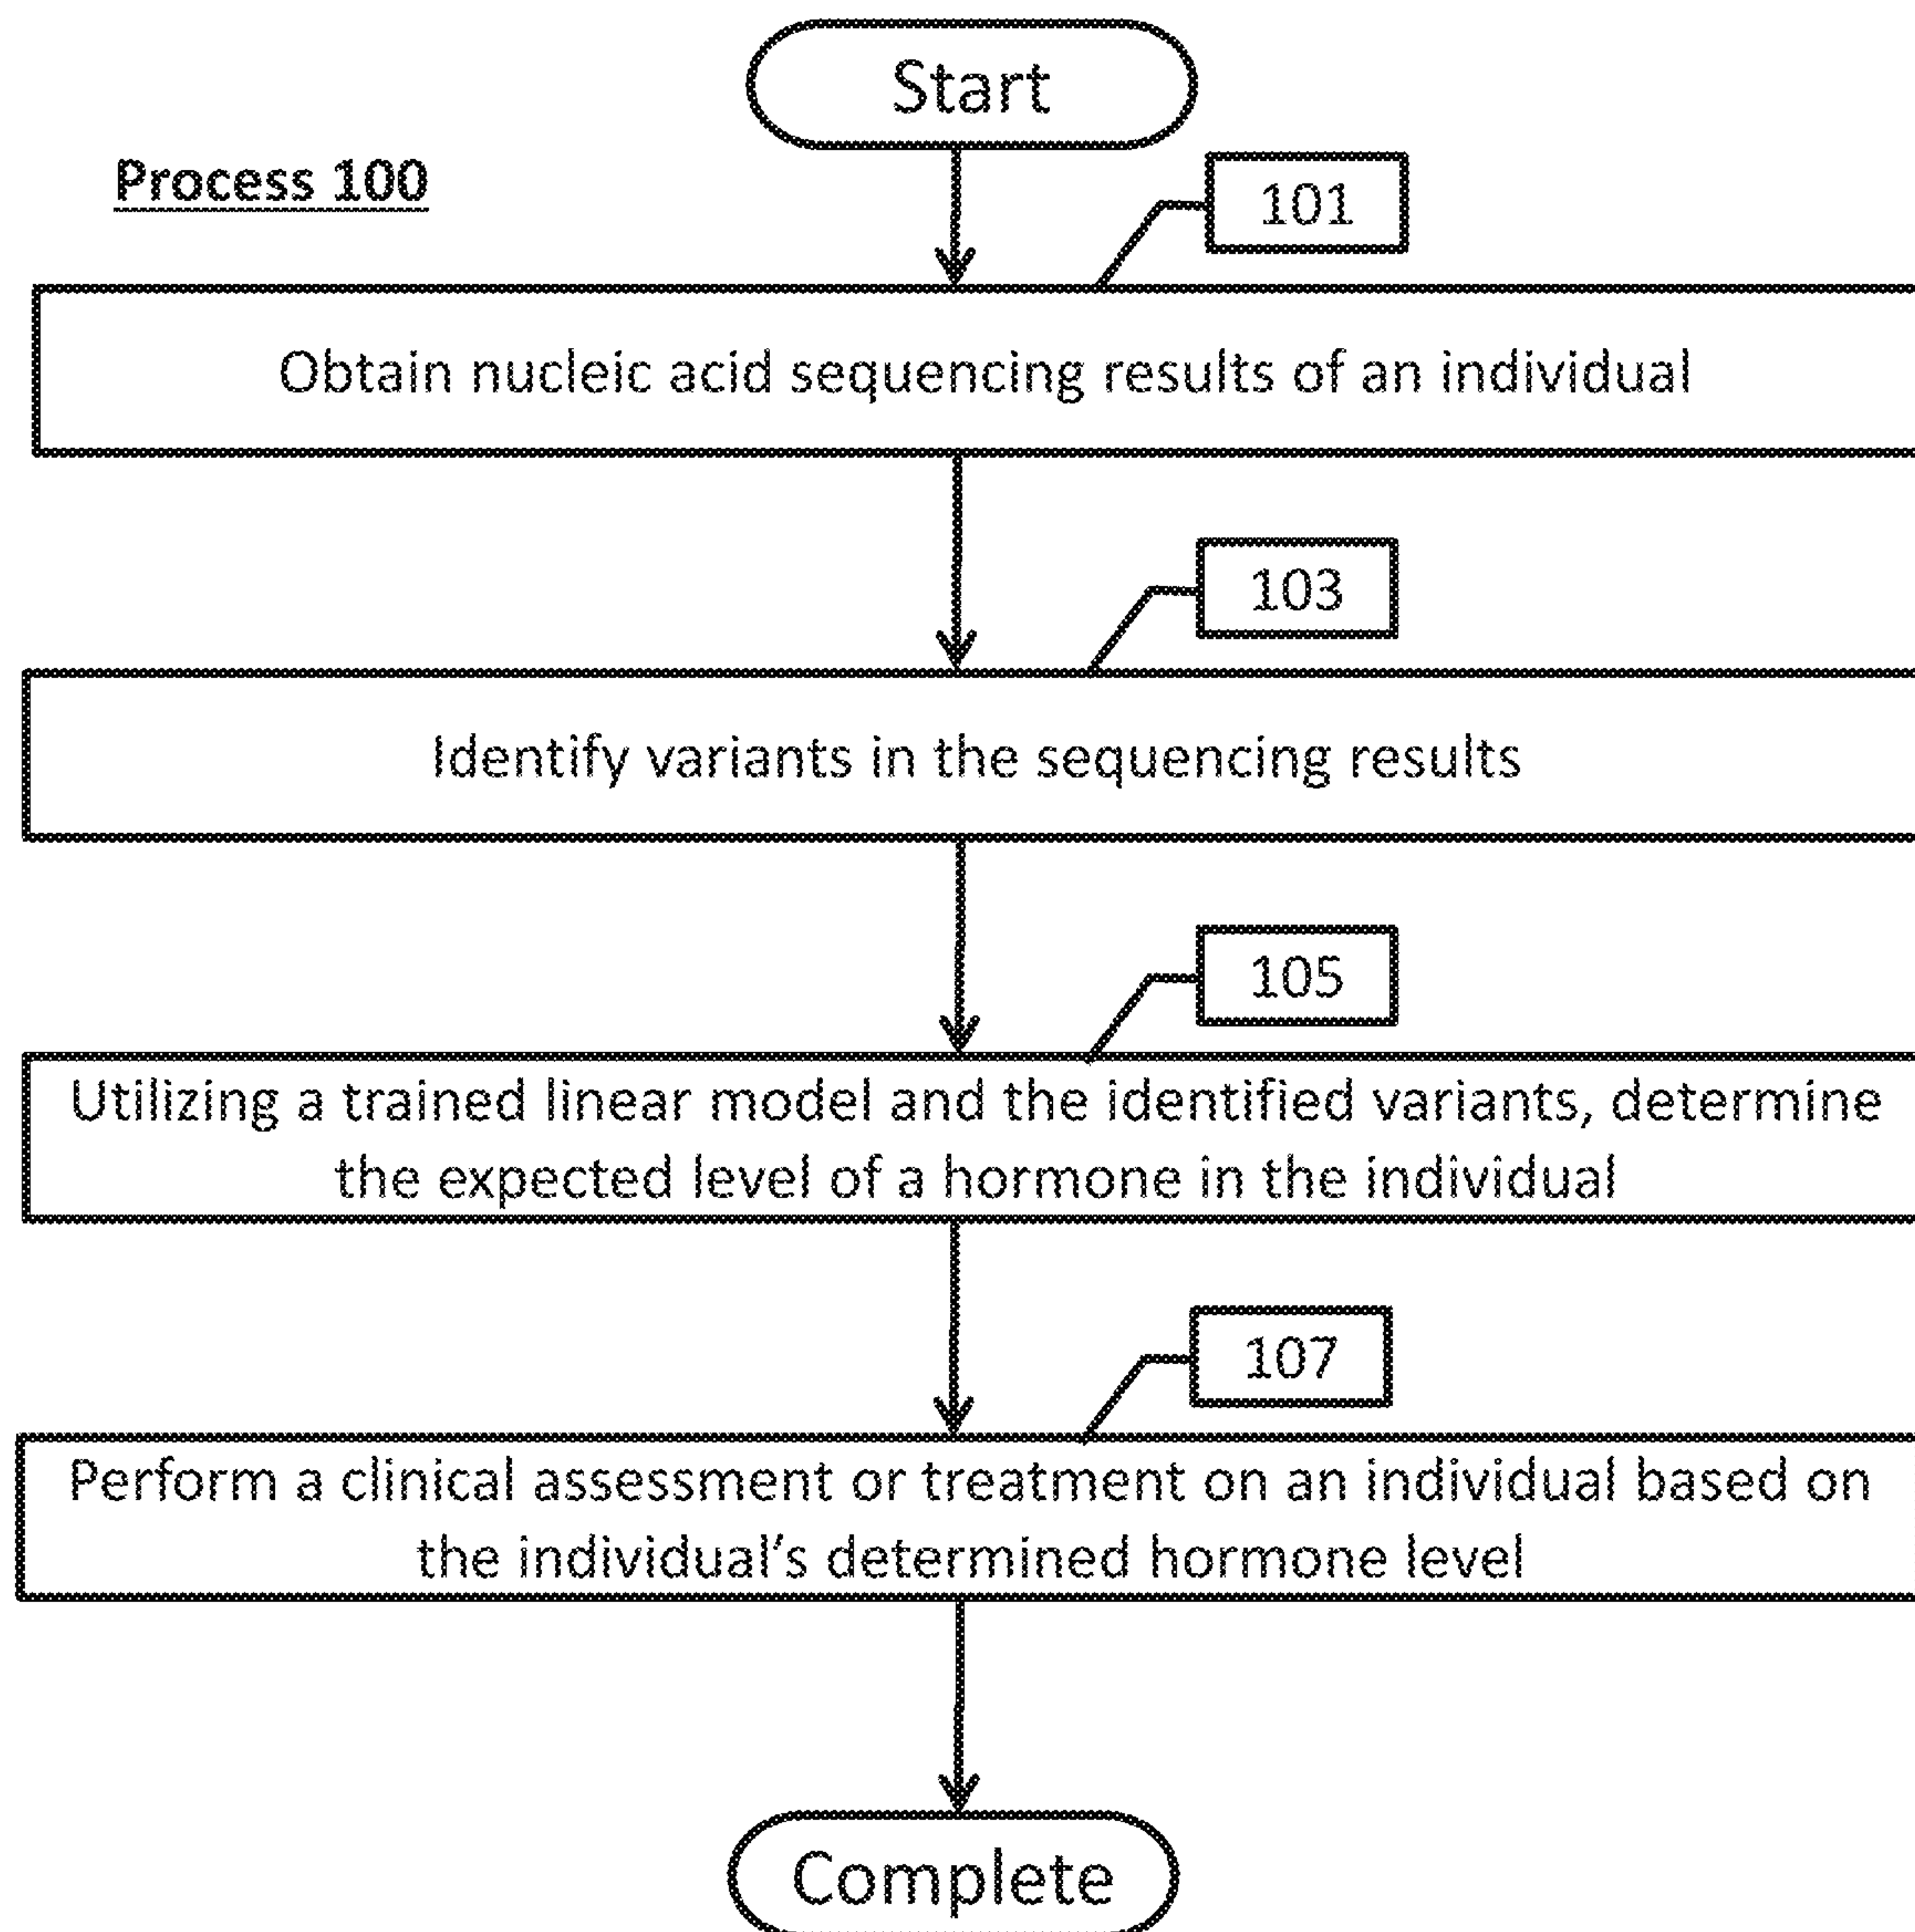 Start
Process 100
101
Obtain nucleic acid sequencing results of an individual
103
Identify variants in the sequencing results
105
Utilizing a trained linear model and the identified variants, determine
the expected level of a hormone in the individual
107
Perform a clinical assessment or treatment on an individual based on
the individual's determined hormone level
Complete